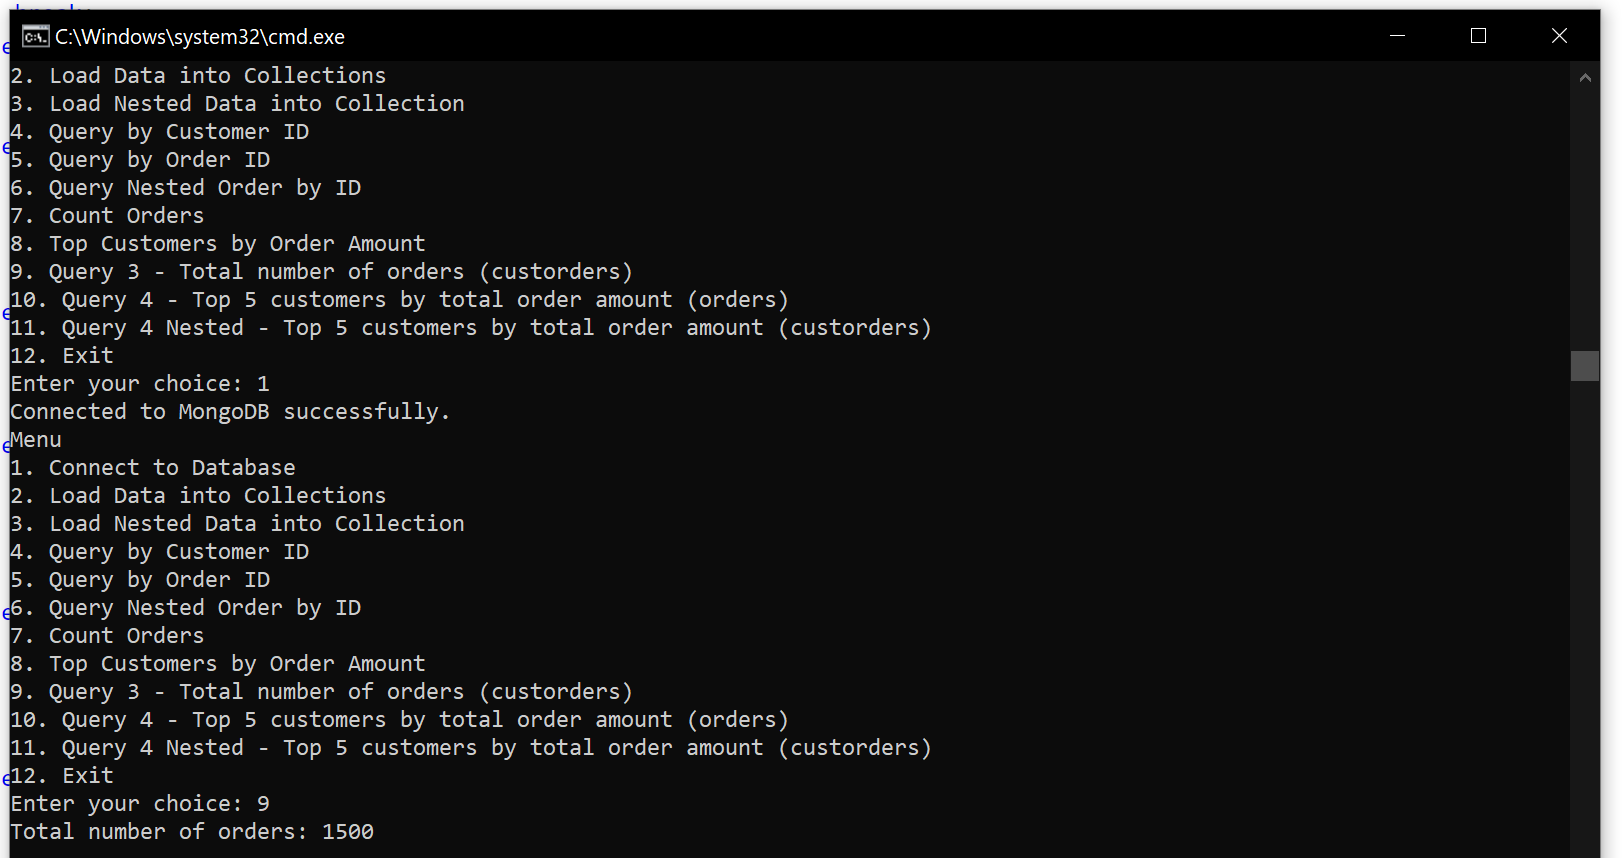 C:\Windows\system32\cmd.exe
2. Load Data into Collections
3. Load Nested Data into Collection
4. Query by Customer ID
5. Query by Order ID
6. Query Nested Order by ID
7. Count Orders
8. Top Customers by Order Amount
9. Query 3 - Total number of orders (custorders)
10. Query 4 - Top 5 customers by total order amount (orders)
11. Query 4 Nested - Top 5 customers by total order amount (custorders)
12. Exit
Enter your choice: 1
Connected to MongoDB successfully.
Menu
1. Connect to Database
2. Load Data into Collections
3. Load Nested Data into Collection
4. Query by Customer ID
5. Query by Order ID
6. Query Nested Order by ID
7. Count Orders
8. Top Customers by Order Amount
9. Query 3 - Total number of orders (custorders)
10. Query 4 - Top 5 customers by total order amount (orders)
11. Query 4 Nested - Top 5 customers by total order amount (custorders)
12. Exit
Enter your choice: 9
Total number of orders: 1500